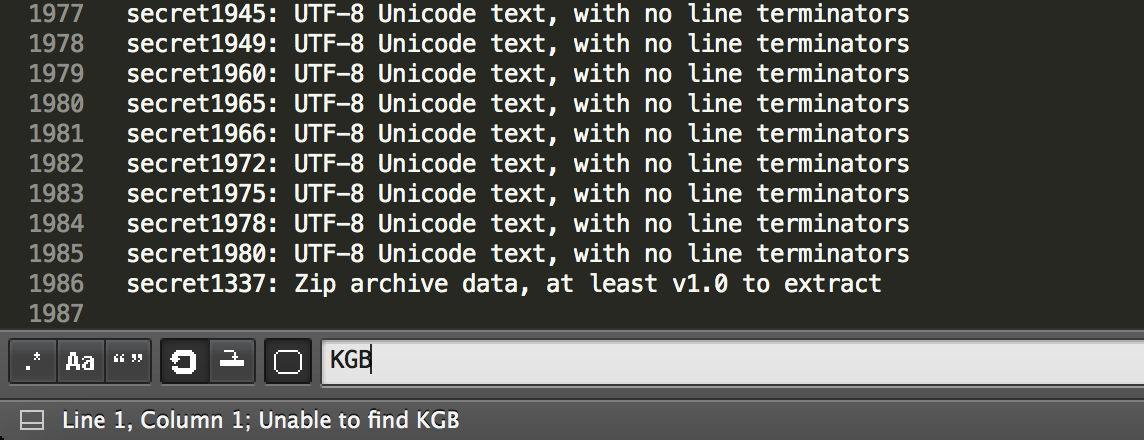 1977 secret1945: UTF-8 Unicode text, with no line terminators
1978 secret1949: UTF-8 Unicode text, with no line terminators
1979 secret1960: UTF-8 Unicode text, with no line terminators
1980 secret1965: UTF-8 Unicode text, with no line terminators
1981 secret1966: UTF-8 Unicode text, with no line terminators
1982 secret1972: UTF-8 Unicode text, with no line terminators
1983 secret1975: UTF-8 Unicode text, with no line terminators
1984 secret1978: UTF-8 Unicode text, with no line terminators
1985 secret1980: UTF-8 Unicode text, with no line terminators
1986 secret1337: Zip archive data, at least v1.0 to extract
1987
.* Aa “” KGB
Line 1, Column 1; Unable to find KGB